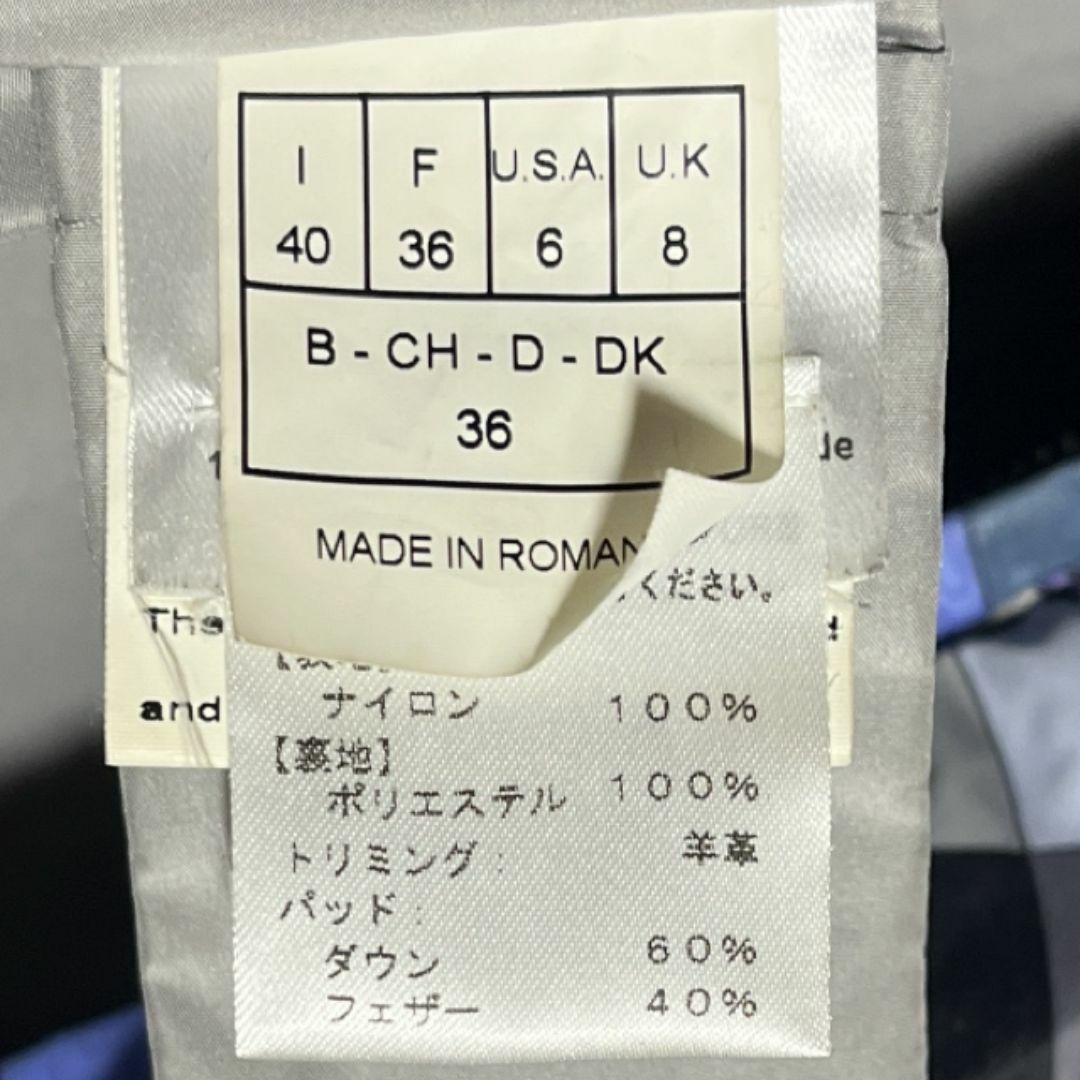 I F U.S.A. U.K
40 36 6 8
B - CH - D - DK
36
MADE IN ROMAN
ください。
The
and
ナイロン 100%
【裏地】
ポリエステル 100%
トリミング: 羊革
パッド:
ダウン 60%
フェザー 40%